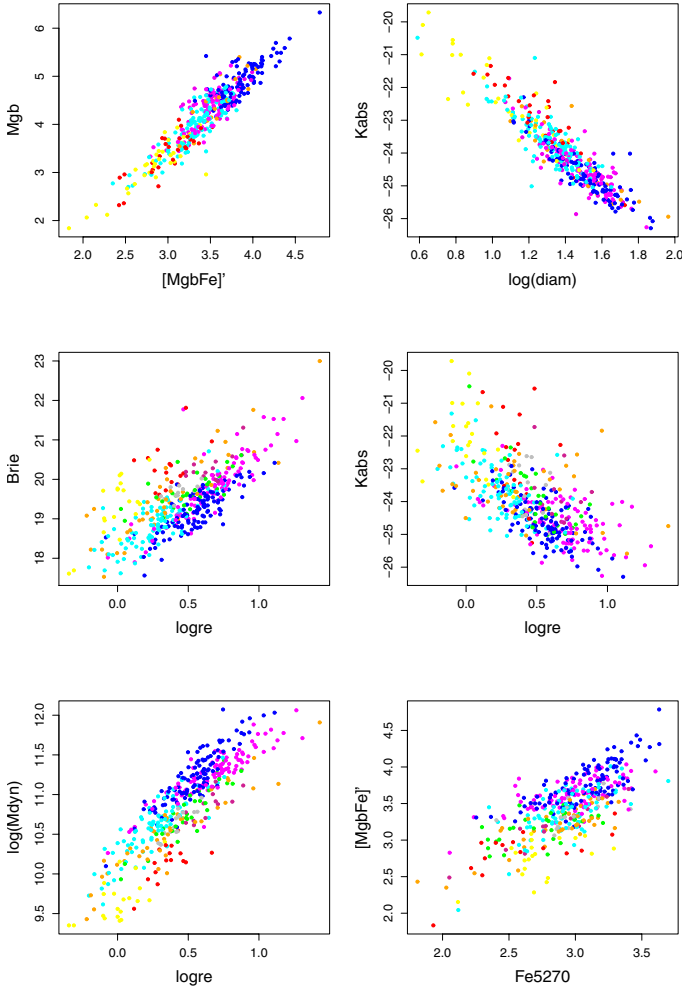 2 3 4 5 6
Mgb
2.0 2.5 3.0 3.5 4.0 4.5
[MgbFe]'
−26 −25 −24 −23 −22 −21 −20
Kabs
0.6 0.8 1.0 1.2 1.4 1.6 1.8 2.0
log(diam)
18 19 20 21 22 23
Brie
0.0 0.5 1.0
logre
−26 −25 −24 −23 −22 −21 −20
Kabs
0.0 0.5 1.0
logre
9.5 10.0 10.5 11.0 11.5 12.0
log(Mdyn)
0.0 0.5 1.0
logre
2.0 2.5 3.0 3.5 4.0 4.5
[MgbFe]'
2.0 2.5 3.0 3.5
Fe5270